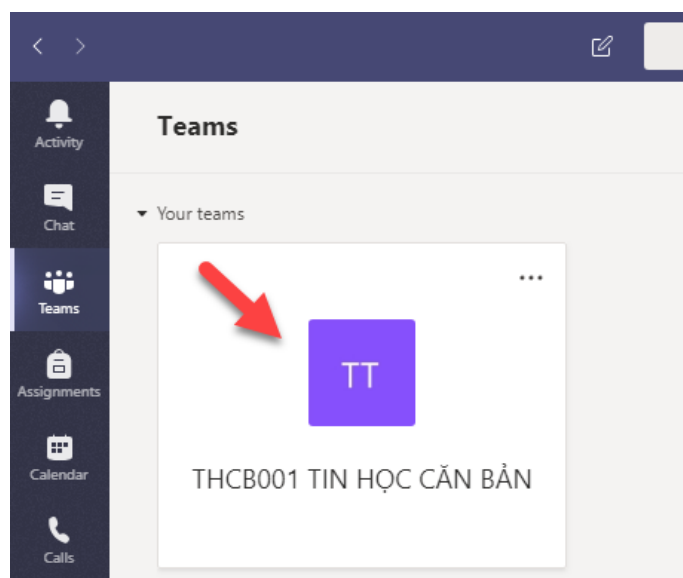 Activity
Teams
Chat
Your teams
Teams
TT
Assignments
THCB001 TIN HỌC CĂN BẢN
Calendar
Calls